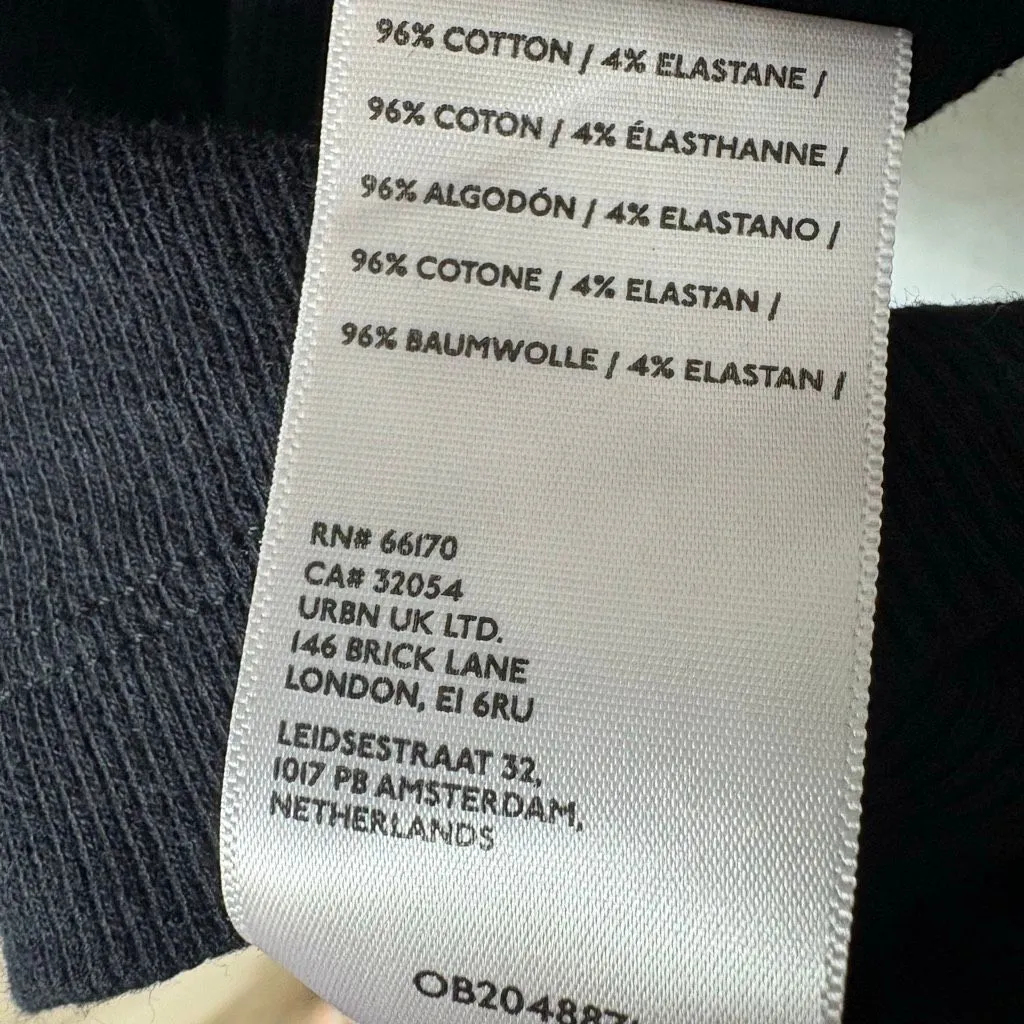 96% COTTON / 4% ELASTANE /
96% COTON / 4% ÉLASTHANNE /
96% ALGODÓN / 4% ELASTANO /
96% COTONE / 4% ELASTAN /
96% BAUMWOLLE / 4% ELASTAN /
RN# 66170
CA# 32054
URBN UK LTD.
146 BRICK LANE
LONDON, E1 6RU
LEIDSESTRAAT 32,
1017 PB AMSTERDAM,
NETHERLANDS